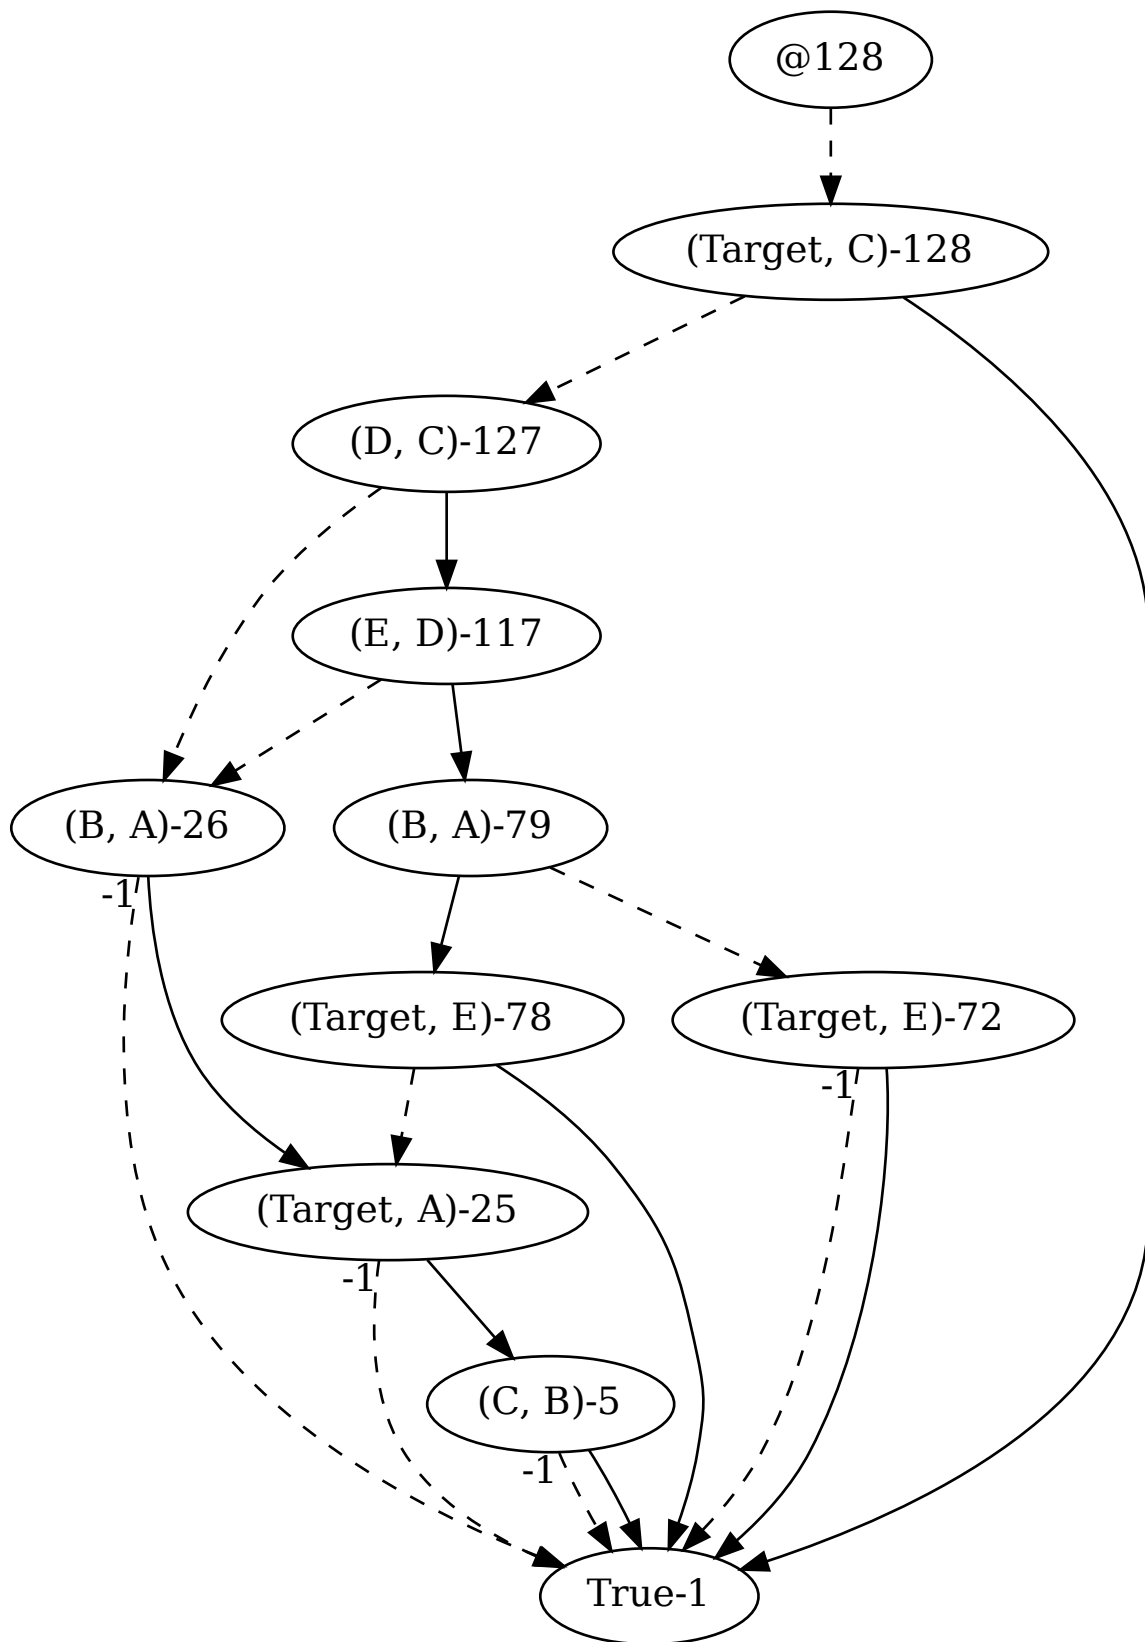 @128
(Target, C)-128
(D, C)-127
(E, D)-117
(B, A)-26
(B, A)-79
-1
(Target, E)-78
(Target, E)-72
-1
(Target, A)-25
-1
(C, B)-5
-1
True-1